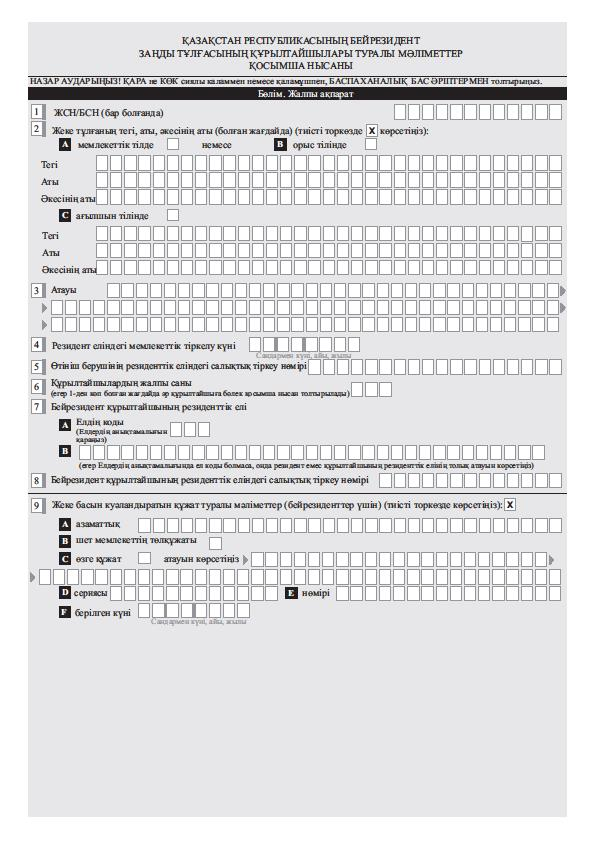 ҚАЗАҚСТАН РЕСПУБЛИКАСЫНЫҢ БЕЙРЕЗИДЕНТ
ЗАҢДЫ ТҰЛҒАСЫНЫҢ ҚҰРЫЛТАЙШЫЛАРЫ ТУРАЛЫ МӘЛІМЕТТЕР
ҚОСЫМША НЫСАНЫ
НАЗАР АУДАРЫҢЫЗ! ҚАРА не КӨК сиялы қаламмен немесе қаламұшпен, БАСПАХАНАЛЫҚ БАС ӘРІПТЕРМЕН толтырыңыз.
Бөлім. Жалпы ақпарат
1 ЖСН/БСН (бар болғанда)
2 Жеке тұлғаның тегі, аты, әкесінің аты (болған жағдайда) (тиісті торкөзде X көрсетіңіз):
A мемлекеттік тілде немесе B орыс тілінде
Тегі
Аты
Әкесінің аты
C ағылшын тілінде
Тегі
Аты
Әкесінің аты
3 Атауы
4 Резидент еліндегі мемлекеттік тіркелу күні
Сандармен күні, айы, жылы
5 Өтініш берушінің резиденттік еліндегі салықтық тіркеу нөмірі
6 Құрылтайшылардың жалпы саны
(егер 1-ден көп болған жағдайда әр құрылтайшыға бөлек қосымша нысан толтырылады)
7 Бейрезидент құрылтайшының резиденттік елі
A Елдің коды
(Елдердің анықтамалығын
қараңыз)
B
(егер Елдердің анықтамалығында ел коды болмаса, онда резидент емес құрылтайшының резиденттік елінің толық атауын көрсетіңіз)
8 Бейрезидент құрылтайшының резиденттік еліндегі салықтық тіркеу нөмірі
9 Жеке басын куәландыратын құжат туралы мәліметтер (бейрезиденттер үшін) (тиісті торкөзде көрсетіңіз): X
A азаматтық
B шет мемлекеттің төлқұжаты
C өзге құжат атауын көрсетіңіз
D сериясы E нөмірі
F берілген күні
Сандармен күні, айы, жылы